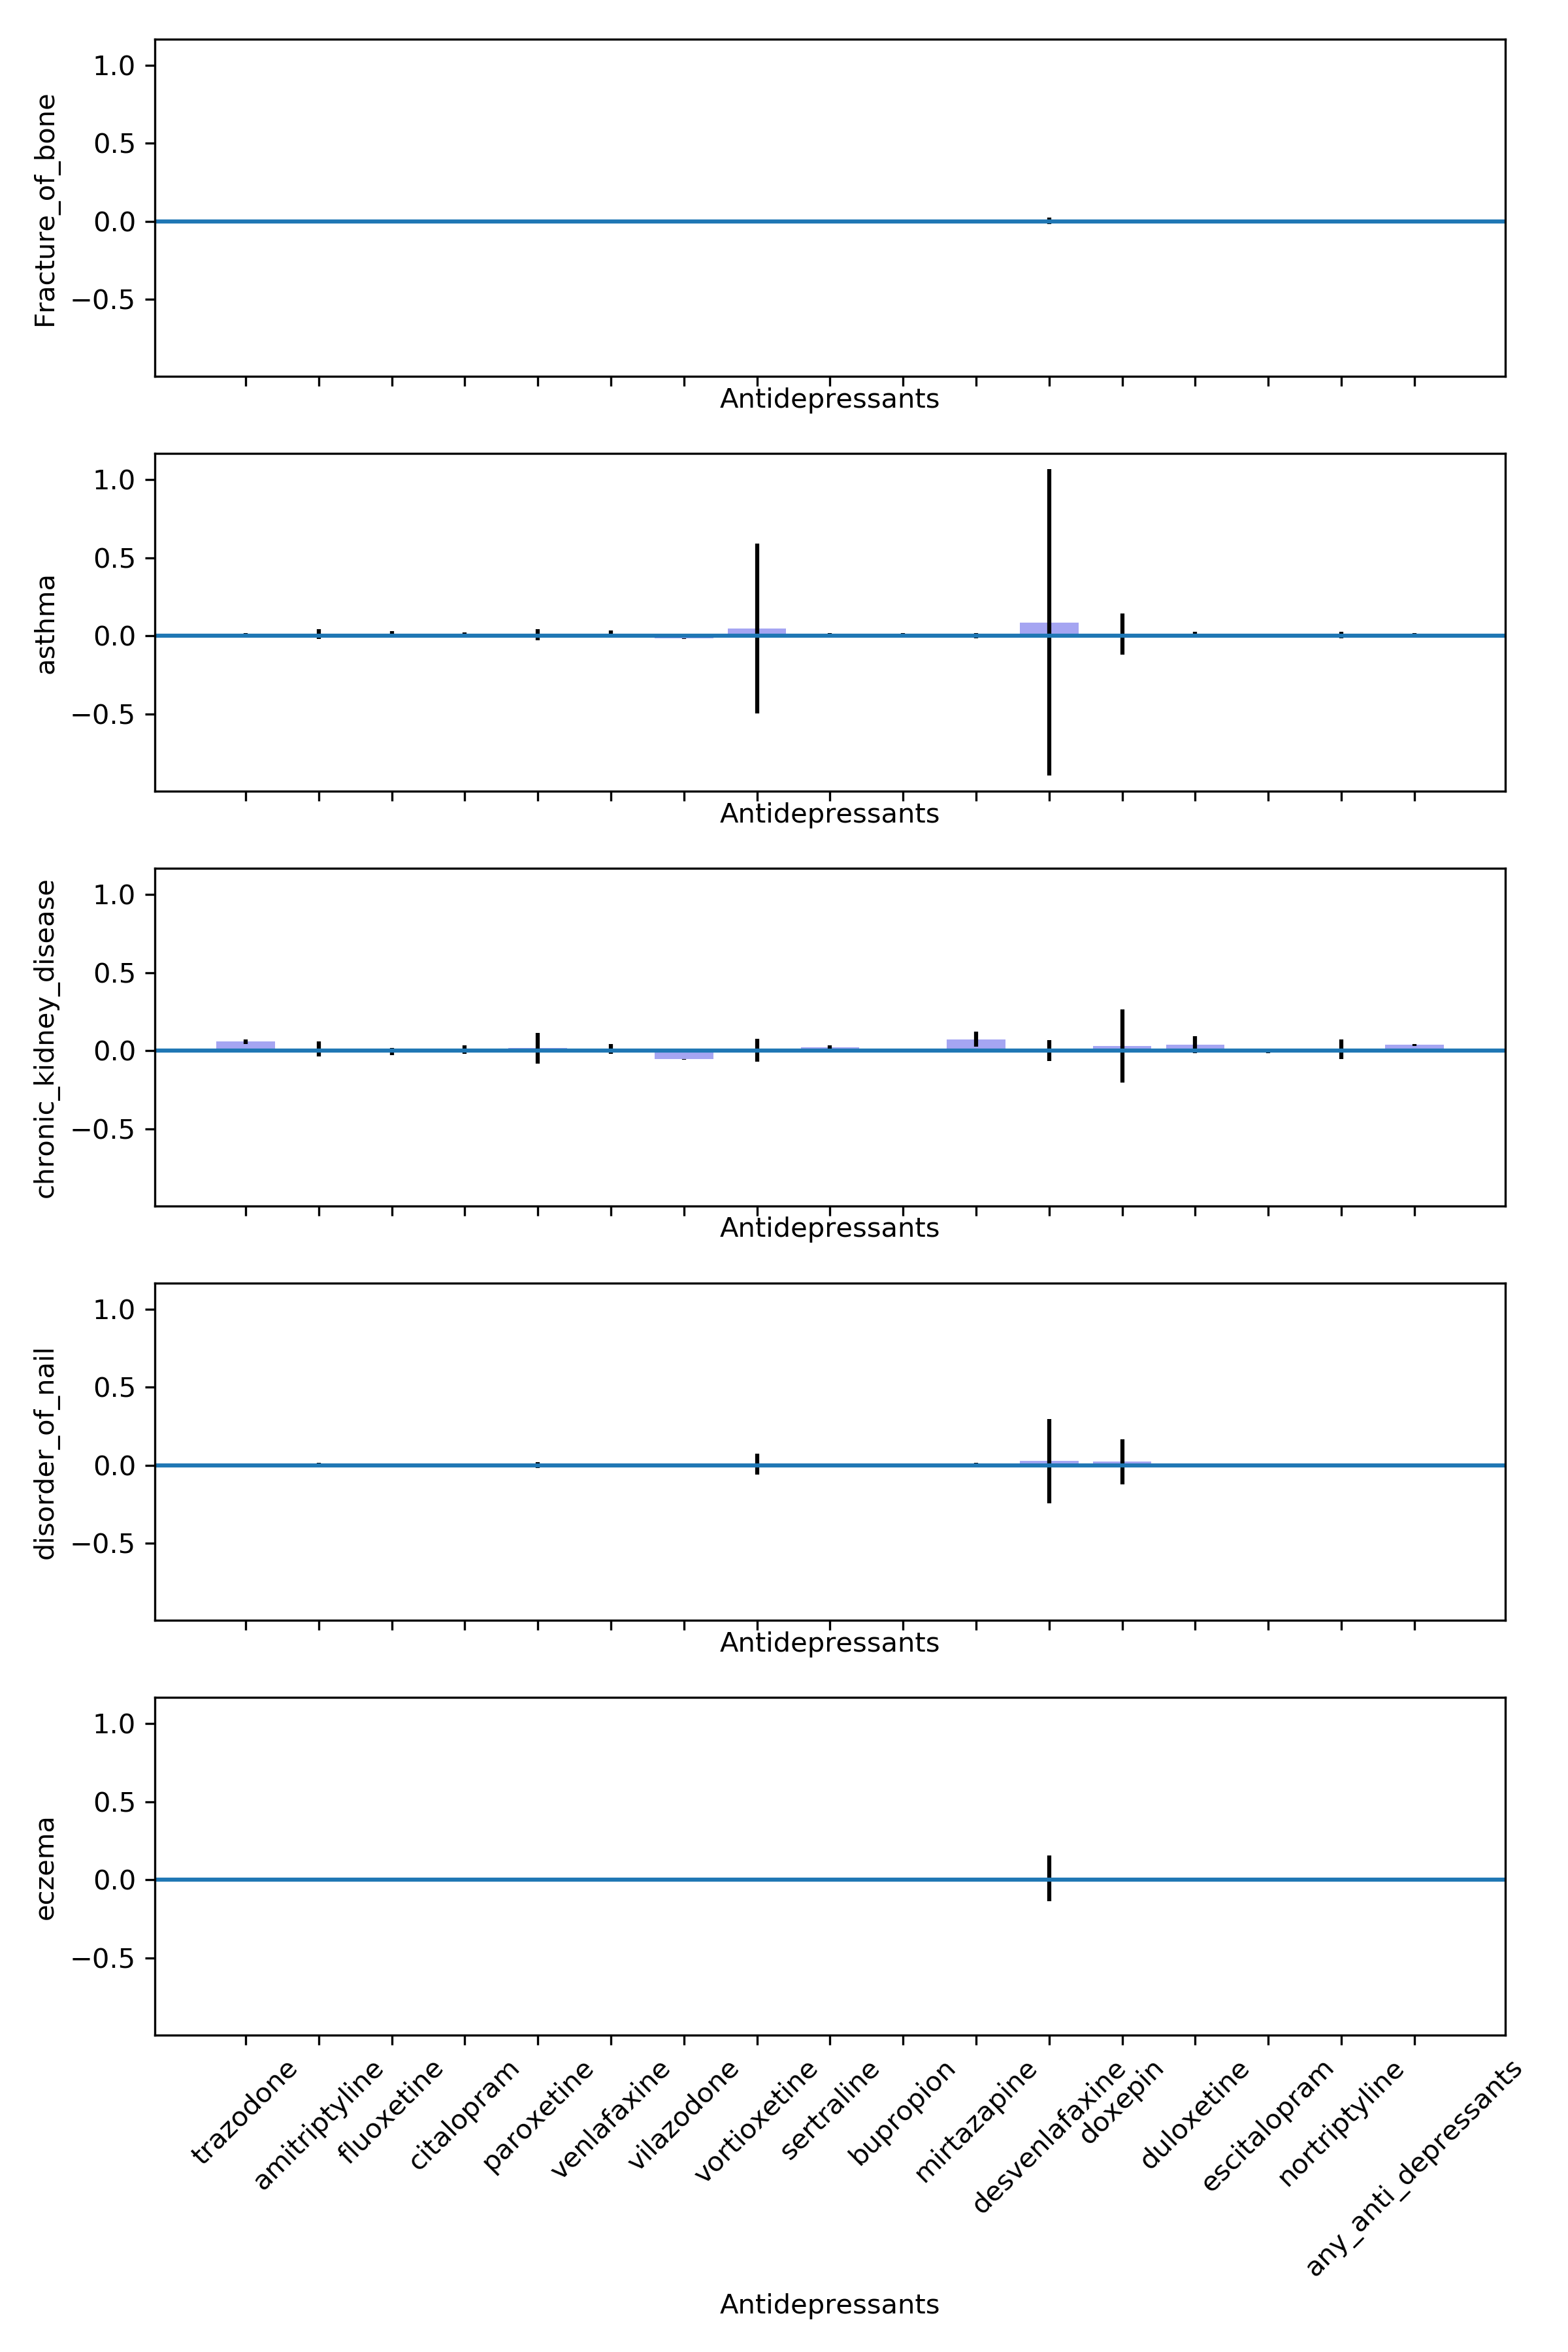 Fracture_of_bone
1.0
0.5
0.0
−0.5
Antidepressants
asthma
1.0
0.5
0.0
−0.5
Antidepressants
chronic_kidney_disease
1.0
0.5
0.0
−0.5
Antidepressants
disorder_of_nail
1.0
0.5
0.0
−0.5
Antidepressants
eczema
1.0
0.5
0.0
−0.5
trazodone
amitriptyline
fluoxetine
citalopram
paroxetine
venlafaxine
vilazodone
vortioxetine
sertraline
bupropion
mirtazapine
desvenlafaxine
doxepin
duloxetine
escitalopram
nortriptyline
any_anti_depressants
Antidepressants